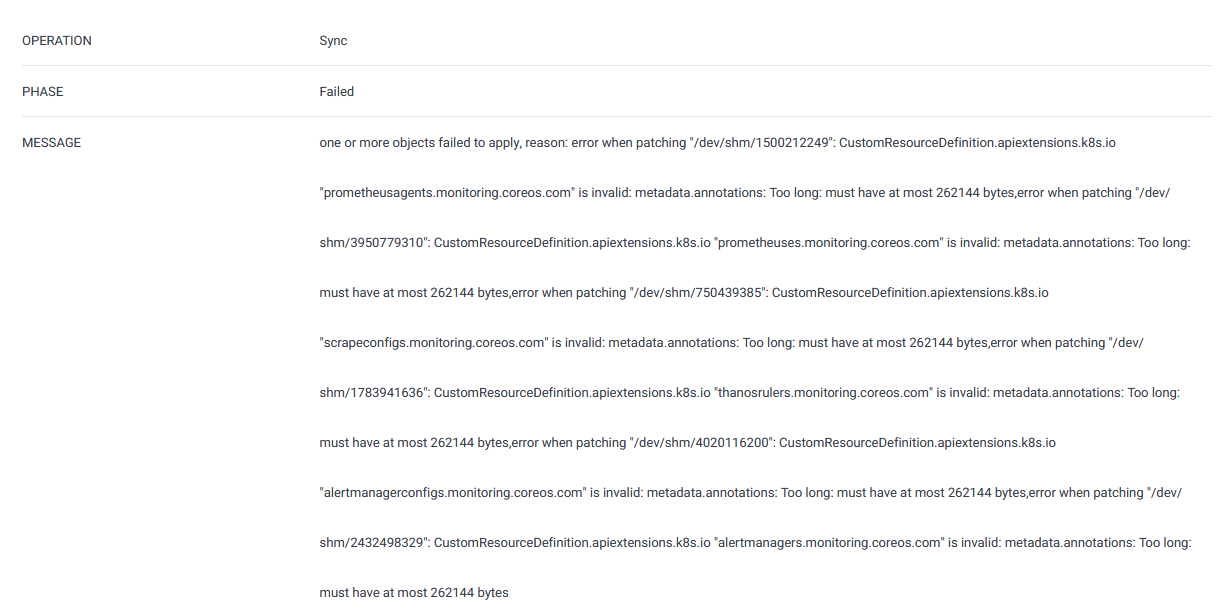 OPERATION Sync
PHASE Failed
MESSAGE one or more objects failed to apply, reason: error when patching "/dev/shm/1500212249": CustomResourceDefinition.apiextensions.k8s.io
"prometheusagents.monitoring.coreos.com" is invalid: metadata.annotations: Too long: must have at most 262144 bytes,error when patching "/dev/
shm/3950779310": CustomResourceDefinition.apiextensions.k8s.io "prometheuses.monitoring.coreos.com" is invalid: metadata.annotations: Too long:
must have at most 262144 bytes,error when patching "/dev/shm/750439385": CustomResourceDefinition.apiextensions.k8s.io
"scrapeconfigs.monitoring.coreos.com" is invalid: metadata.annotations: Too long: must have at most 262144 bytes,error when patching "/dev/
shm/1783941636": CustomResourceDefinition.apiextensions.k8s.io "thanosrulers.monitoring.coreos.com" is invalid: metadata.annotations: Too long:
must have at most 262144 bytes,error when patching "/dev/shm/4020116200": CustomResourceDefinition.apiextensions.k8s.io
"alertmanagerconfigs.monitoring.coreos.com" is invalid: metadata.annotations: Too long: must have at most 262144 bytes,error when patching "/dev/
shm/2432498329": CustomResourceDefinition.apiextensions.k8s.io "alertmanagers.monitoring.coreos.com" is invalid: metadata.annotations: Too long:
must have at most 262144 bytes